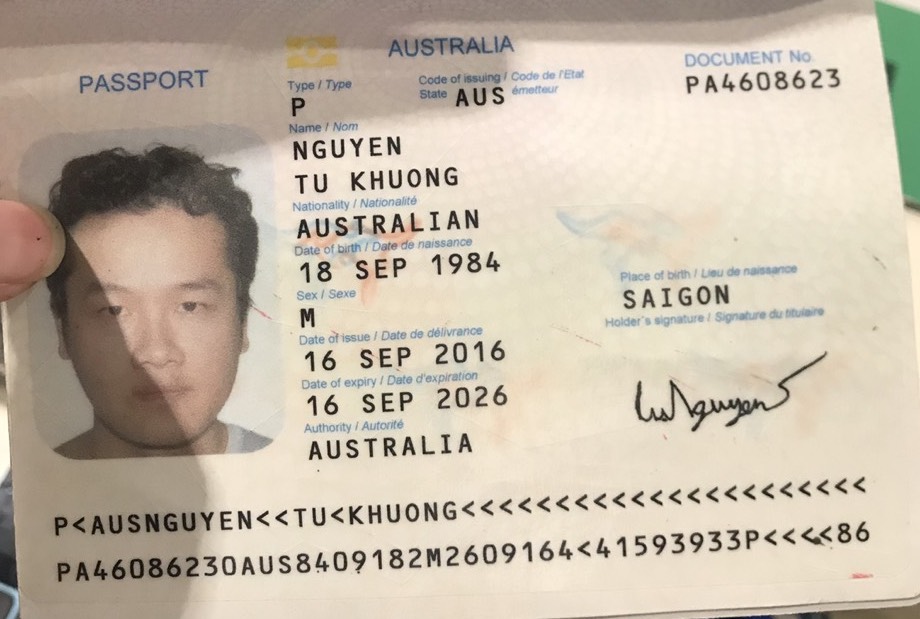 PASSPORT
AUSTRALIA
Type / Type
P
Code of issuing / Code de l'Etat
State AUS émetteur
DOCUMENT No.
PA4608623
Name / Nom
NGUYEN
TU KHUONG
Nationality / Nationalité
AUSTRALIAN
Date of birth / Date de naissance
18 SEP 1984
Sex / Sexe
M
Place of birth / Lieu de naissance
SAIGON
Date of issue / Date de délivrance
16 SEP 2016
Holder's signature / Signature du titulaire
Date of expiry / Date d'expiration
16 SEP 2026
Authority / Autorité
AUSTRALIA
P<AUSNGUYEN<<TU<KHUONG<<<<<<<<<<<<<<<<<<<<<<
PA46086230AUS8409182M2609164<41593933P<<<<86